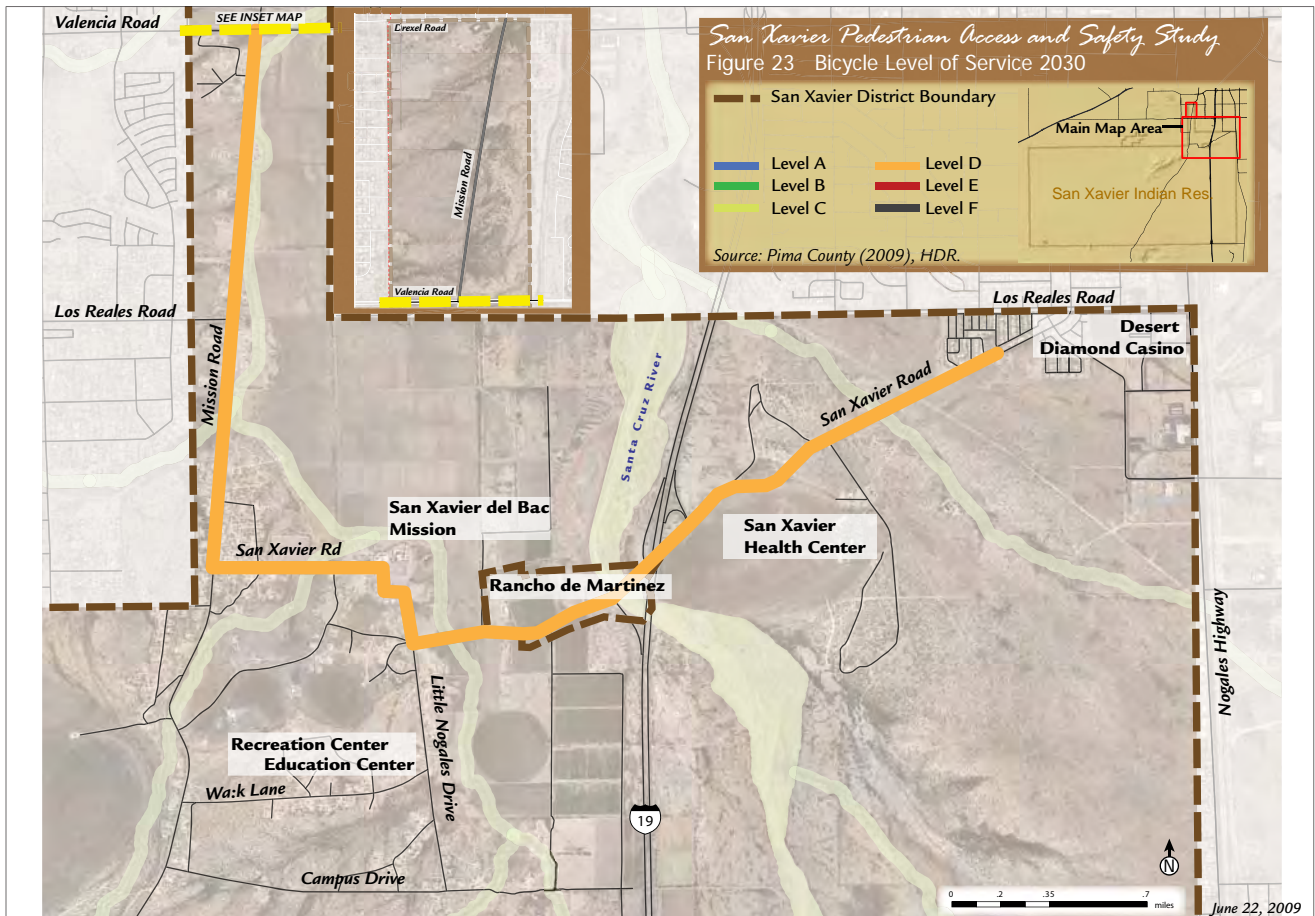 Valencia Road
SEE INSET MAP
Drexel Road
Mission Road
Valencia Road
San Xavier Pedestrian Access and Safety Study
Figure 23 Bicycle Level of Service 2030
San Xavier District Boundary
Level A
Level B
Level C
Level D
Level E
Level F
Main Map Area
San Xavier Indian Res
Source: Pima County (2009), HDR.
Los Reales Road
Los Reales Road
Desert
Diamond Casino
Mission Road
Santa Cruz River
San Xavier Road
San Xavier del Bac
Mission
San Xavier
Health Center
San Xavier Rd
Rancho de Martinez
Nogales Highway
Little Nogales Drive
Recreation Center
Education Center
Wa:k Lane
19
Campus Drive
N
0 .2 .35 .7
miles
June 22, 2009